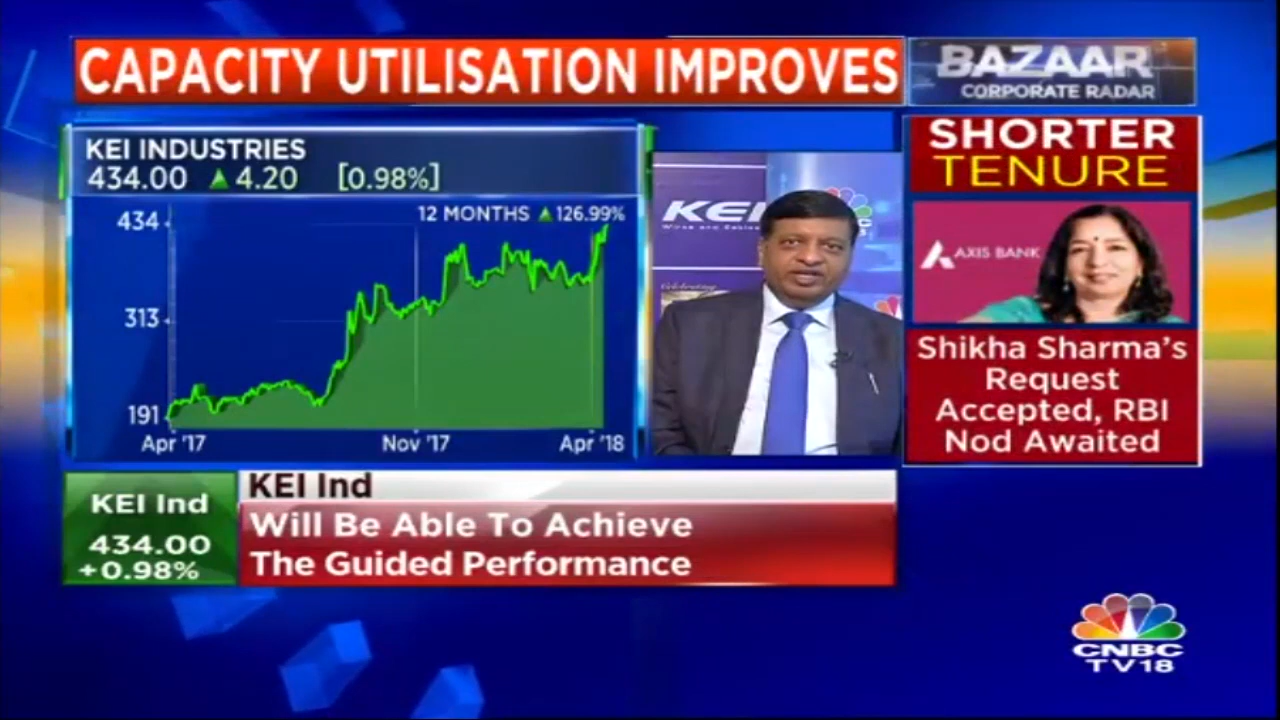 CAPACITY UTILISATION IMPROVES
BAZAAR
CORPORATE RADAR
KEI INDUSTRIES
434.00 ▲ 4.20 [0.98%]
12 MONTHS ▲ 126.99%
434
313
191
Apr '17 Nov '17 Apr '18
KEI
Wires and Cables
SHORTER
TENURE
AXIS BANK
Shikha Sharma's
Request
Accepted, RBI
Nod Awaited
KEI Ind
434.00
+0.98%
KEI Ind
Will Be Able To Achieve
The Guided Performance
CNBC
TV18